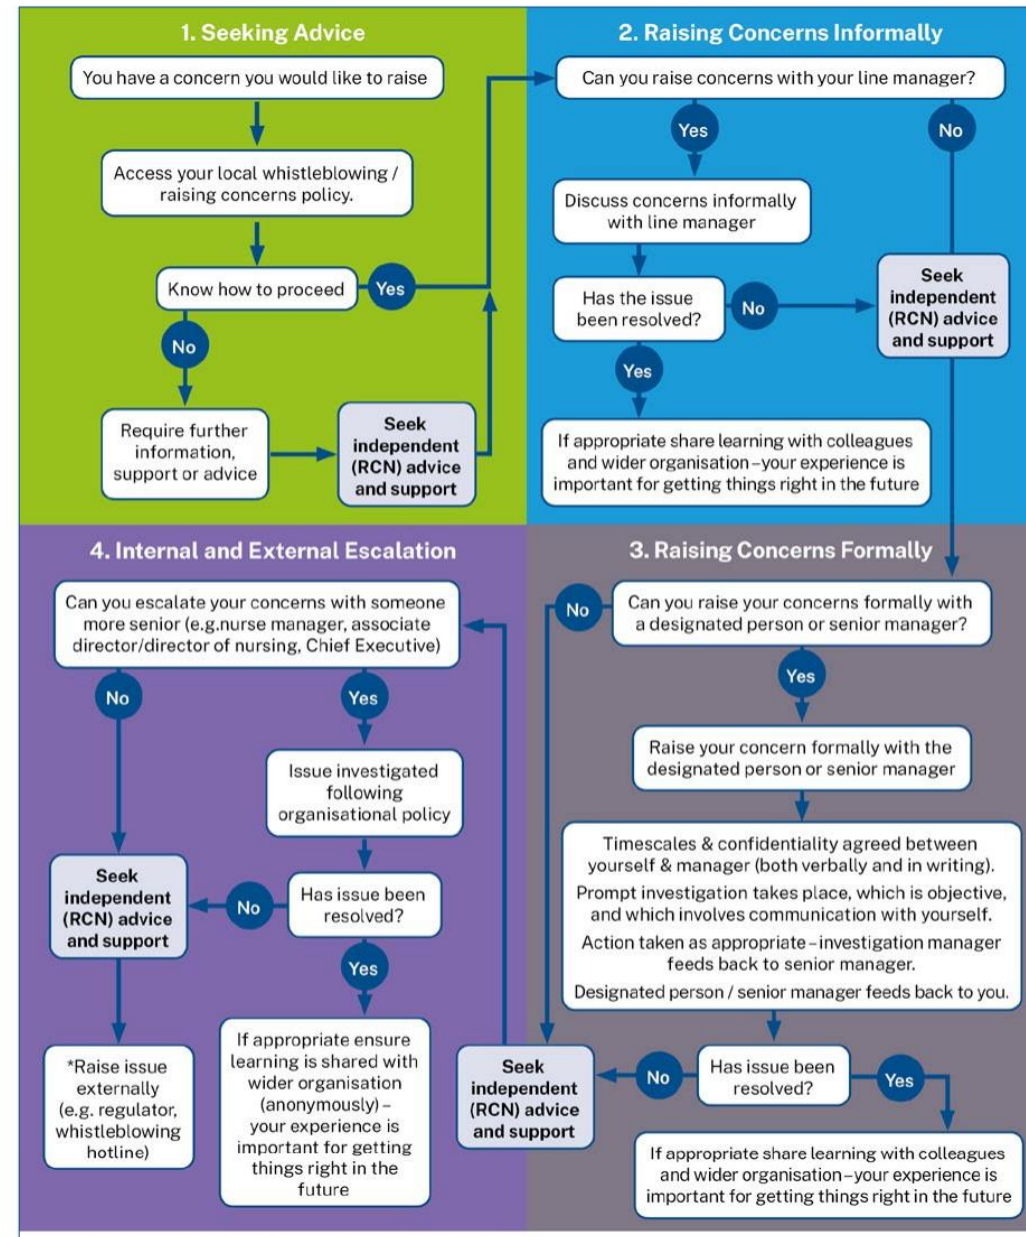 1. Seeking Advice
You have a concern you would like to raise
Access your local whistleblowing /
raising concerns policy.
Know how to proceed
Yes
No
Require further
information,
support or advice
Seek
independent
(RCN) advice
and support
2. Raising Concerns Informally
Can you raise concerns with your line manager?
Yes
No
Discuss concerns informally
with line manager
Has the issue
been resolved?
No
Seek
independent
(RCN) advice
and support
Yes
If appropriate share learning with colleagues
and wider organisation–your experience is
important for getting things right in the future
3. Raising Concerns Formally
Can you raise your concerns formally with
a designated person or senior manager?
No
Yes
Raise your concern formally with the
designated person or senior manager
Timescales & confidentiality agreed between
yourself & manager (both verbally and in writing).
Prompt investigation takes place, which is objective,
and which involves communication with yourself.
Action taken as appropriate–investigation manager
feeds back to senior manager.
Designated person / senior manager feeds back to you.
Has issue been
resolved?
No
Yes
Seek
independent
(RCN) advice
and support
If appropriate share learning with colleagues
and wider organisation–your experience is
important for getting things right in the future
4. Internal and External Escalation
Can you escalate your concerns with someone
more senior (e.g.nurse manager, associate
director/director of nursing, Chief Executive)
No
Yes
Issue investigated
following
organisational policy
Has issue been
resolved?
No
Seek
independent
(RCN) advice
and support
Yes
*Raise issue
externally
(e.g. regulator,
whistleblowing
hotline)
If appropriate ensure
learning is shared with
wider organisation
(anonymously) –
your experience is
important for getting
things right in the
future